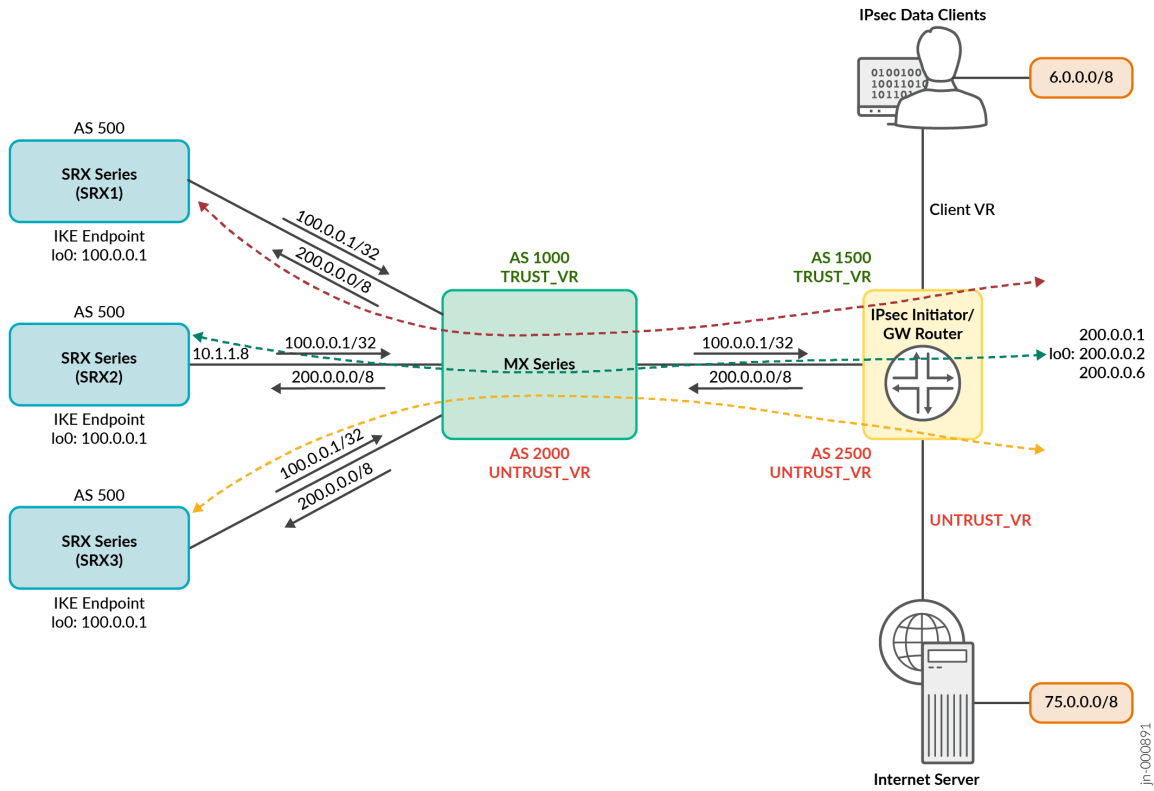 IPsec Data Clients
0100100
10011010
10110
6.0.0.0/8
Client VR
AS 500
SRX Series
(SRX1)
IKE Endpoint
lo0: 100.0.0.1
100.0.0.1/32
200.0.0.0/8
AS 1000
TRUST_VR
AS 1500
TRUST_VR
AS 500
SRX Series
(SRX2)
IKE Endpoint
lo0: 100.0.0.1
10.1.1.8
100.0.0.1/32
200.0.0.0/8
MX Series
100.0.0.1/32
200.0.0.0/8
IPsec Initiator/
GW Router
200.0.0.1
lo0: 200.0.0.2
200.0.0.6
AS 2000
UNTRUST_VR
AS 2500
UNTRUST_VR
100.0.0.1/32
200.0.0.0/8
AS 500
SRX Series
(SRX3)
IKE Endpoint
lo0: 100.0.0.1
UNTRUST_VR
75.0.0.0/8
Internet Server
jn-000891